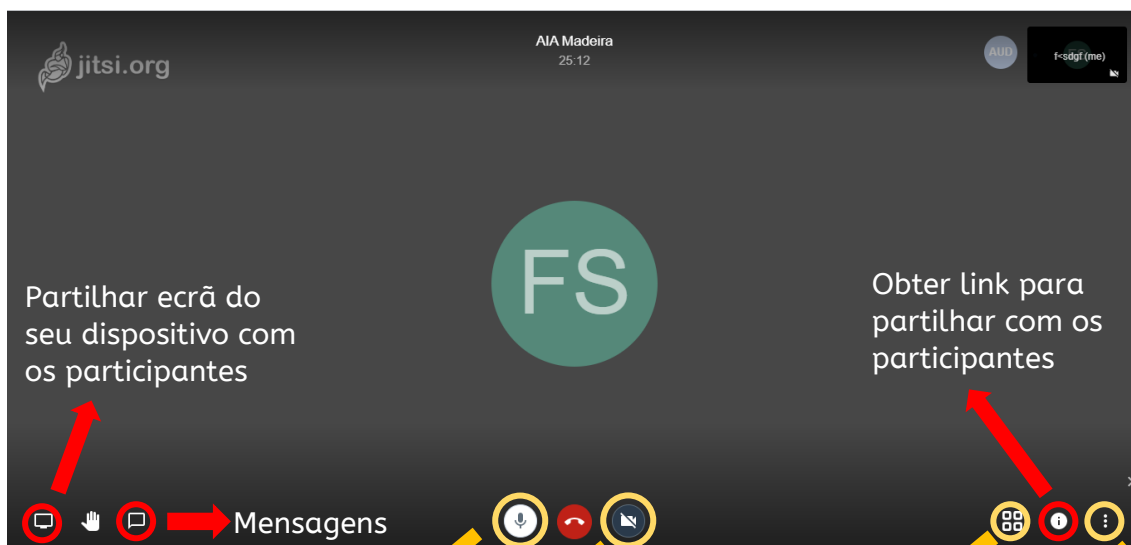 jitsi.org
AIA Madeira
25:12
AUD
f<sdgf (me)
FS
Partilhar ecrã do
seu dispositivo com
os participantes
Obter link para
partilhar com os
participantes
Mensagens